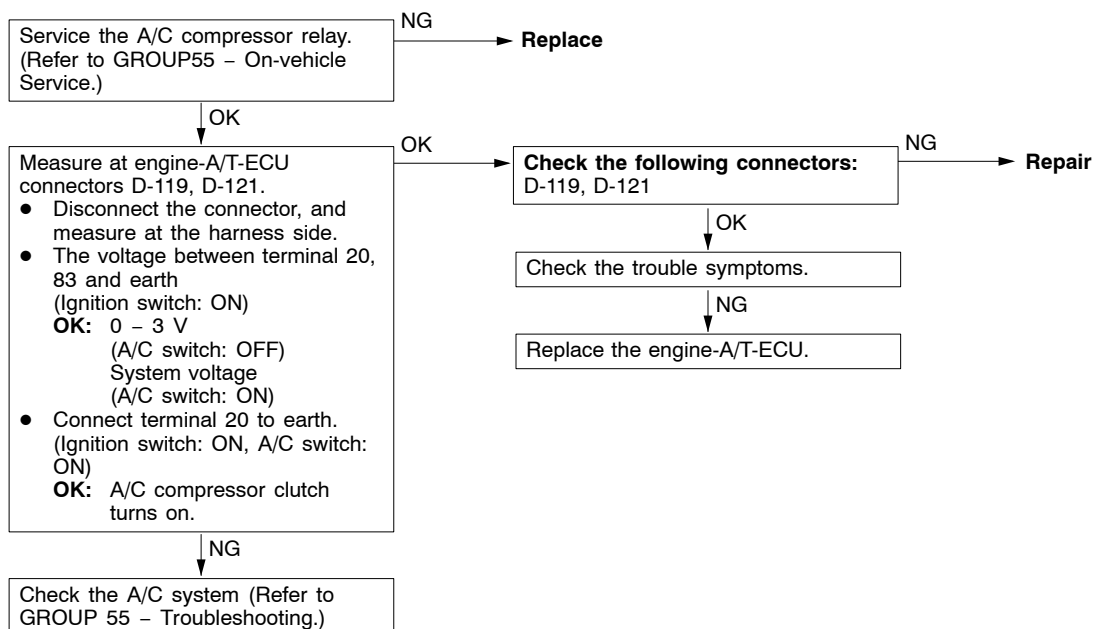 Service the A/C compressor relay.
(Refer to GROUP55 – On-vehicle
Service.)
NG
Replace
OK
Measure at engine-A/T-ECU
connectors D-119, D-121.
● Disconnect the connector, and
measure at the harness side.
● The voltage between terminal 20,
83 and earth
(Ignition switch: ON)
OK: 0 – 3 V
(A/C switch: OFF)
System voltage
(A/C switch: ON)
● Connect terminal 20 to earth.
(Ignition switch: ON, A/C switch:
ON)
OK: A/C compressor clutch
turns on.
OK
Check the following connectors:
D-119, D-121
NG
Repair
OK
Check the trouble symptoms.
NG
Replace the engine-A/T-ECU.
NG
Check the A/C system (Refer to
GROUP 55 – Troubleshooting.)